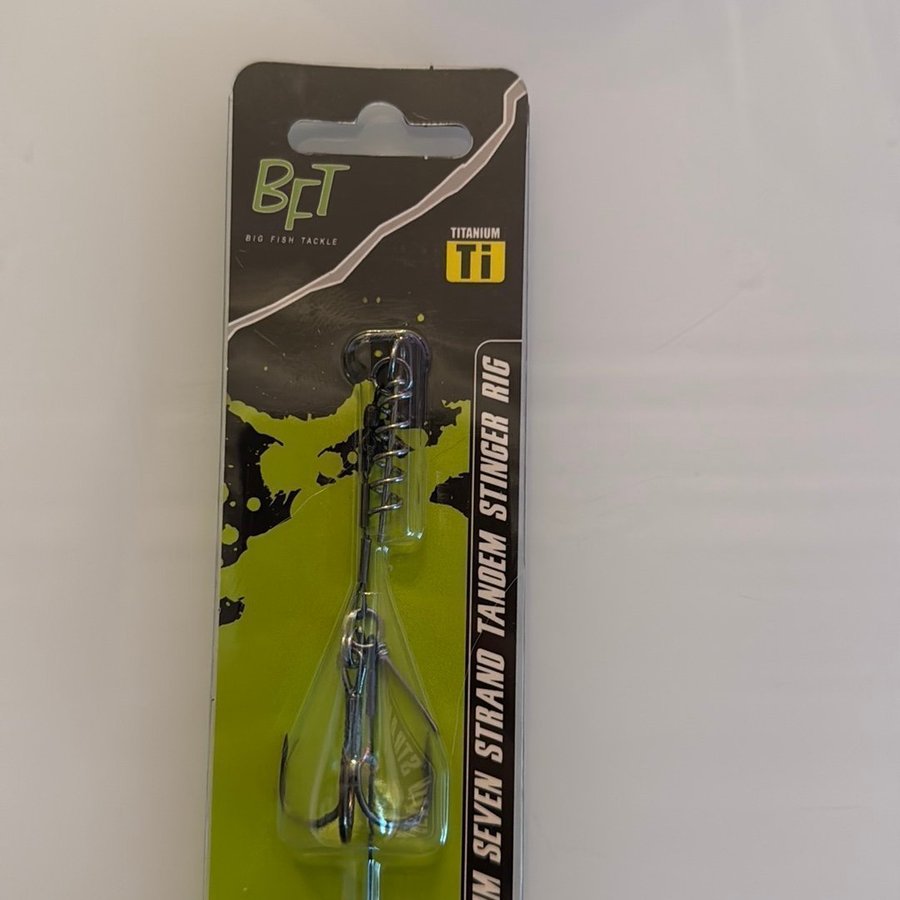 BFT
BIG FISH TACKLE
TITANIUM
Ti
SEVEN STRAND TANDEM STINGER RIG